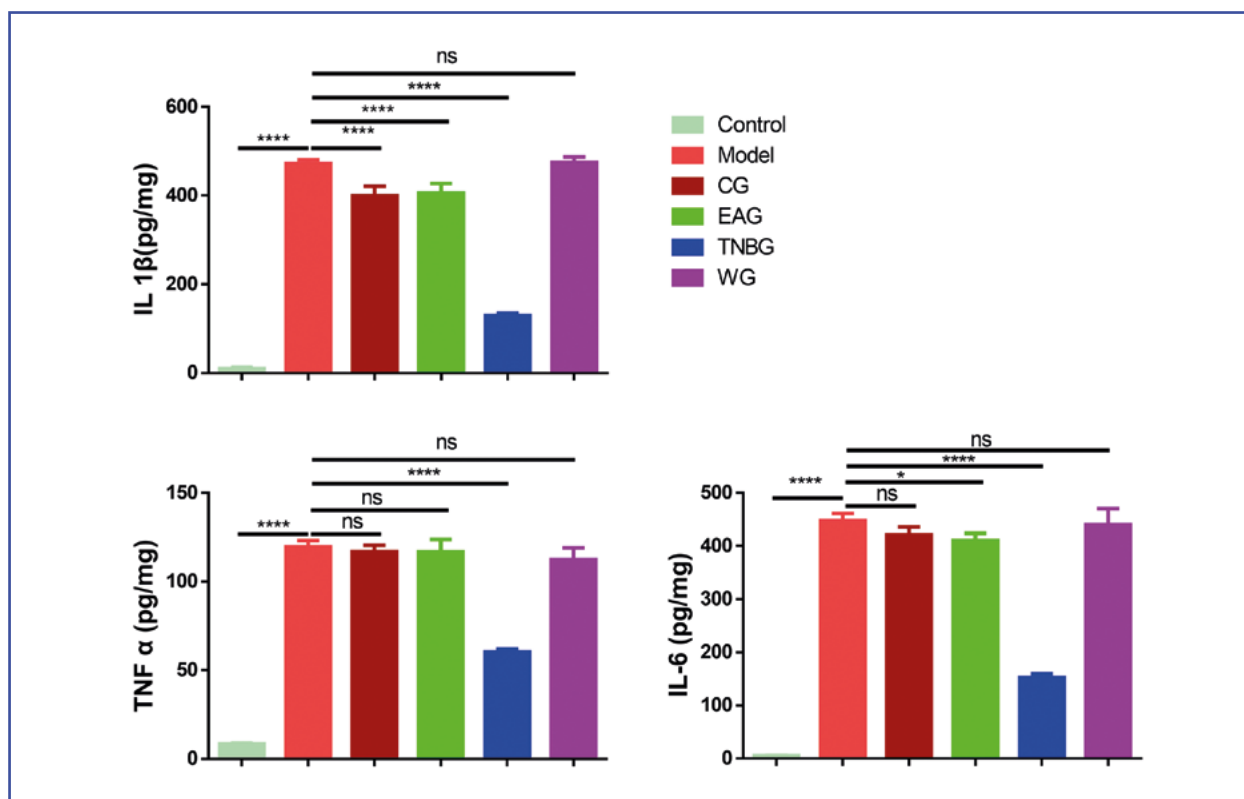 ns
****
****
**** ****
600
400
200
0
IL 1β(pg/mg)
Control
Model
CG
EAG
TNBG
WG
ns
****
ns
**** ns
150
100
50
0
TNF α (pg/mg)
ns
****
*
**** ns
500
400
300
200
100
0
IL-6 (pg/mg)